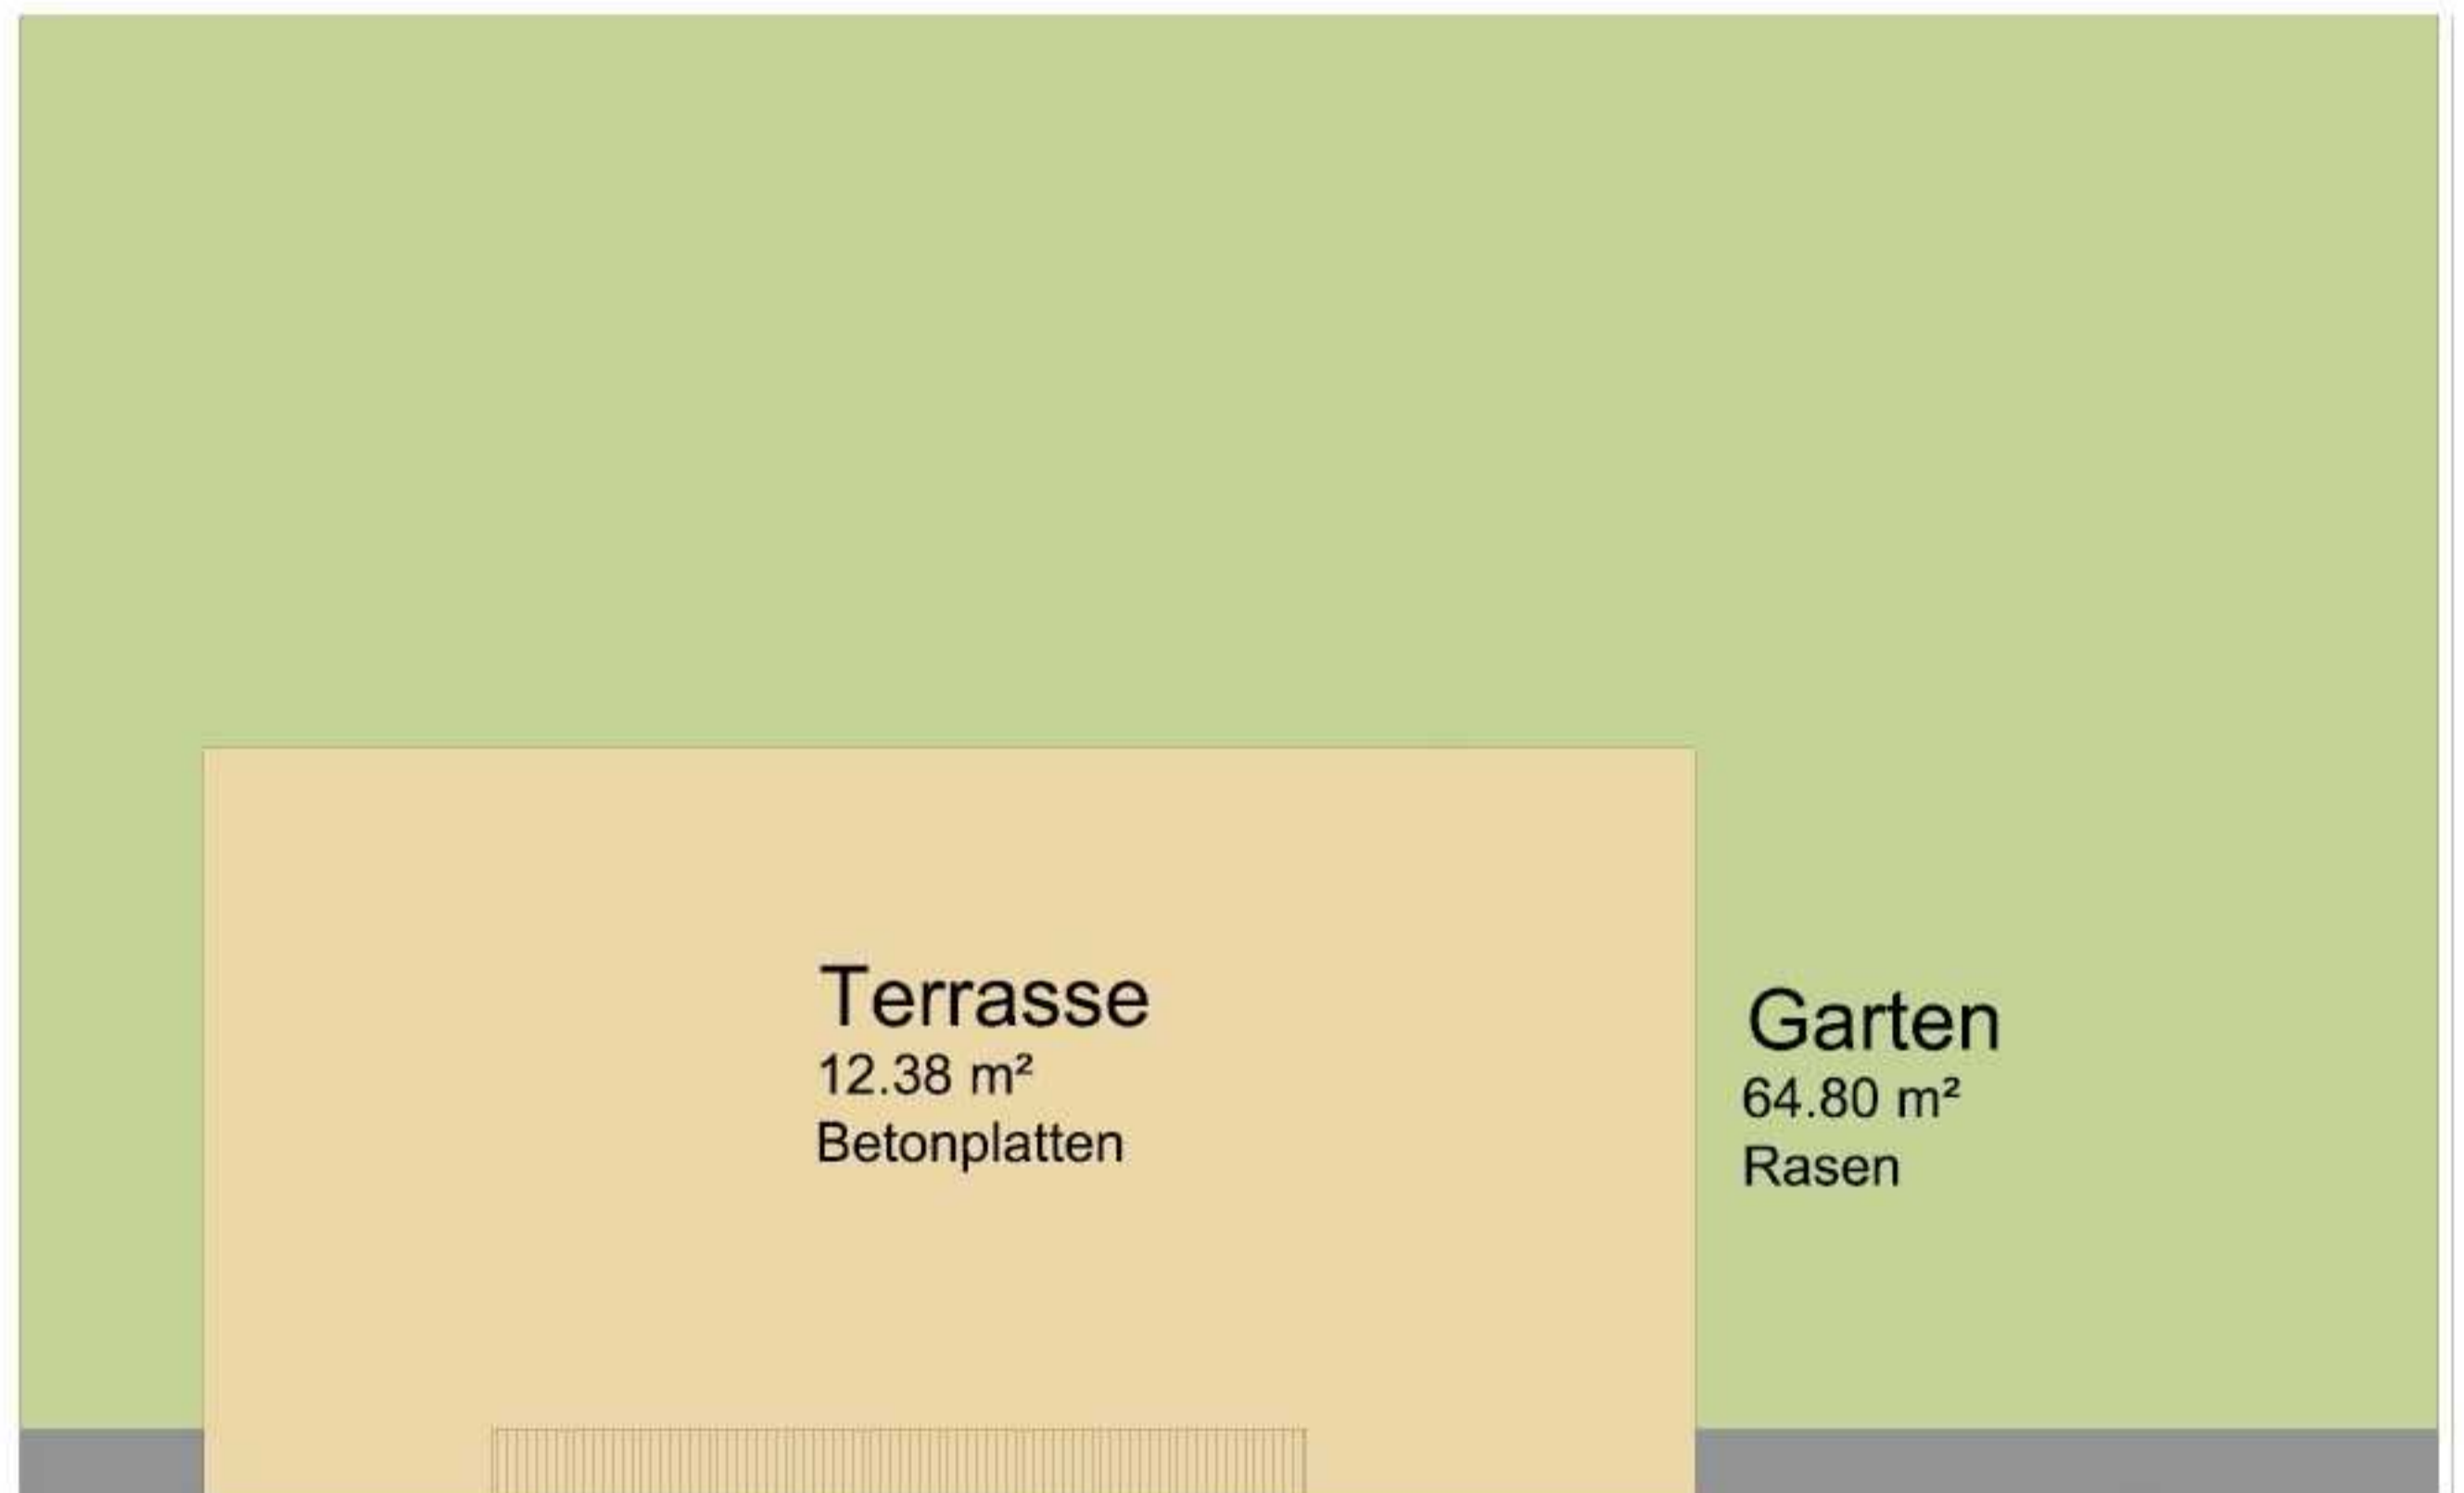 Terrasse
12.38 m²
Betonplatten
Garten
64.80 m²
Rasen